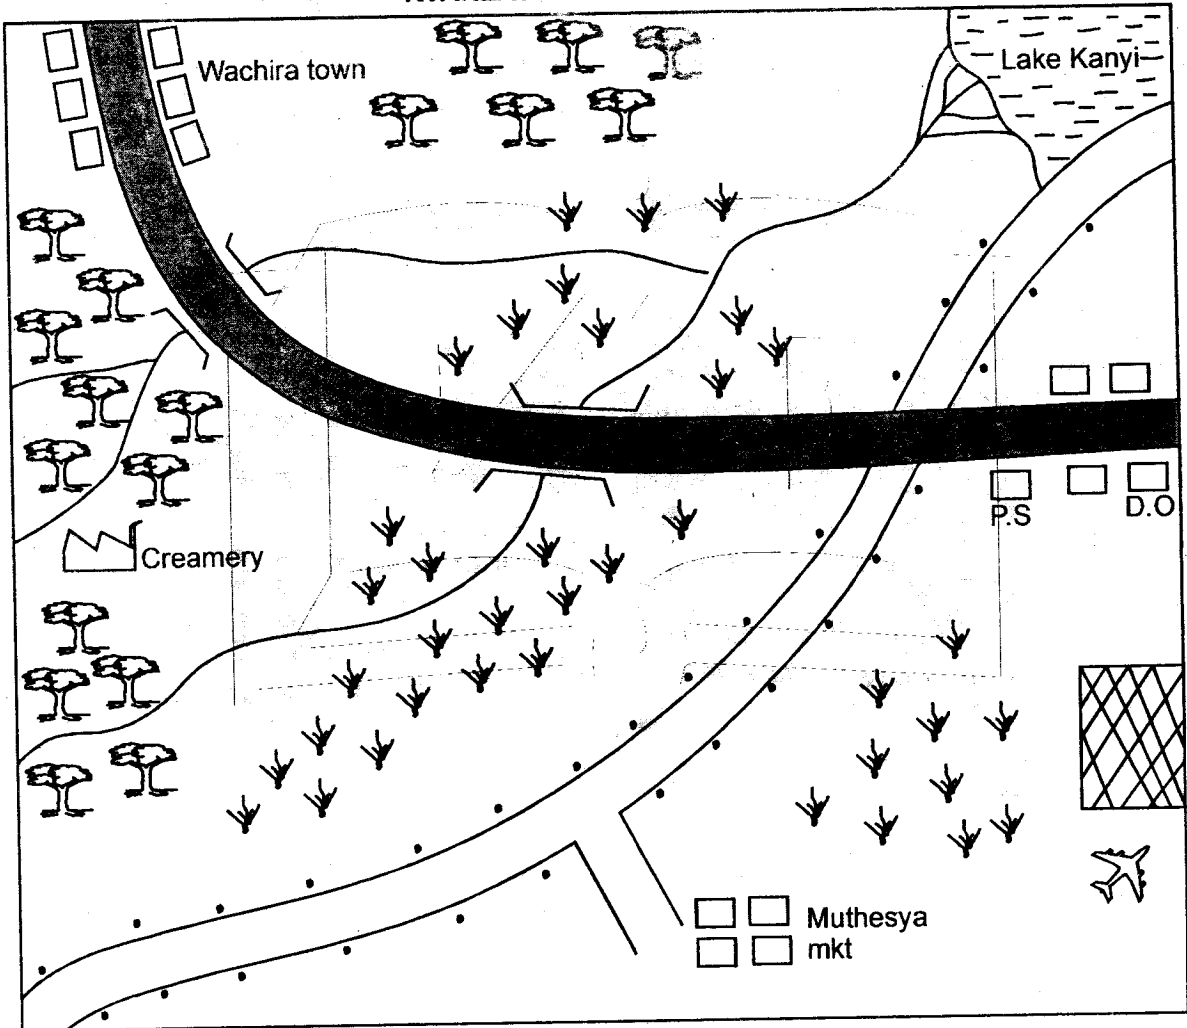 Wachira town
Lake Kanyi
P.S
D.O
Creamery
Muthesya
mkt